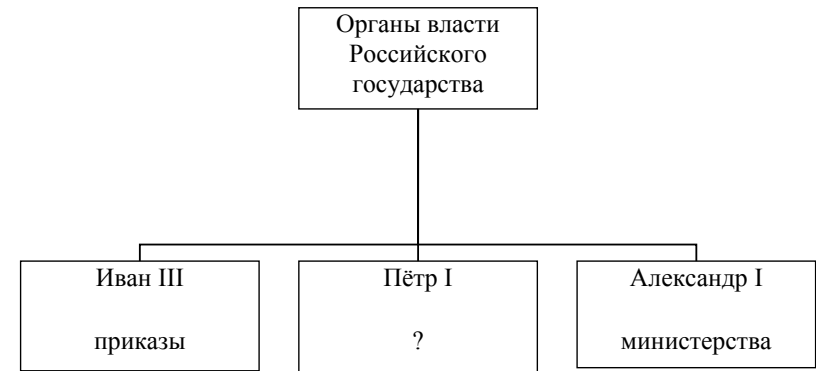 Органы власти
Российского
государства
Иван III
приказы
Пётр I
?
Александр I
министерства